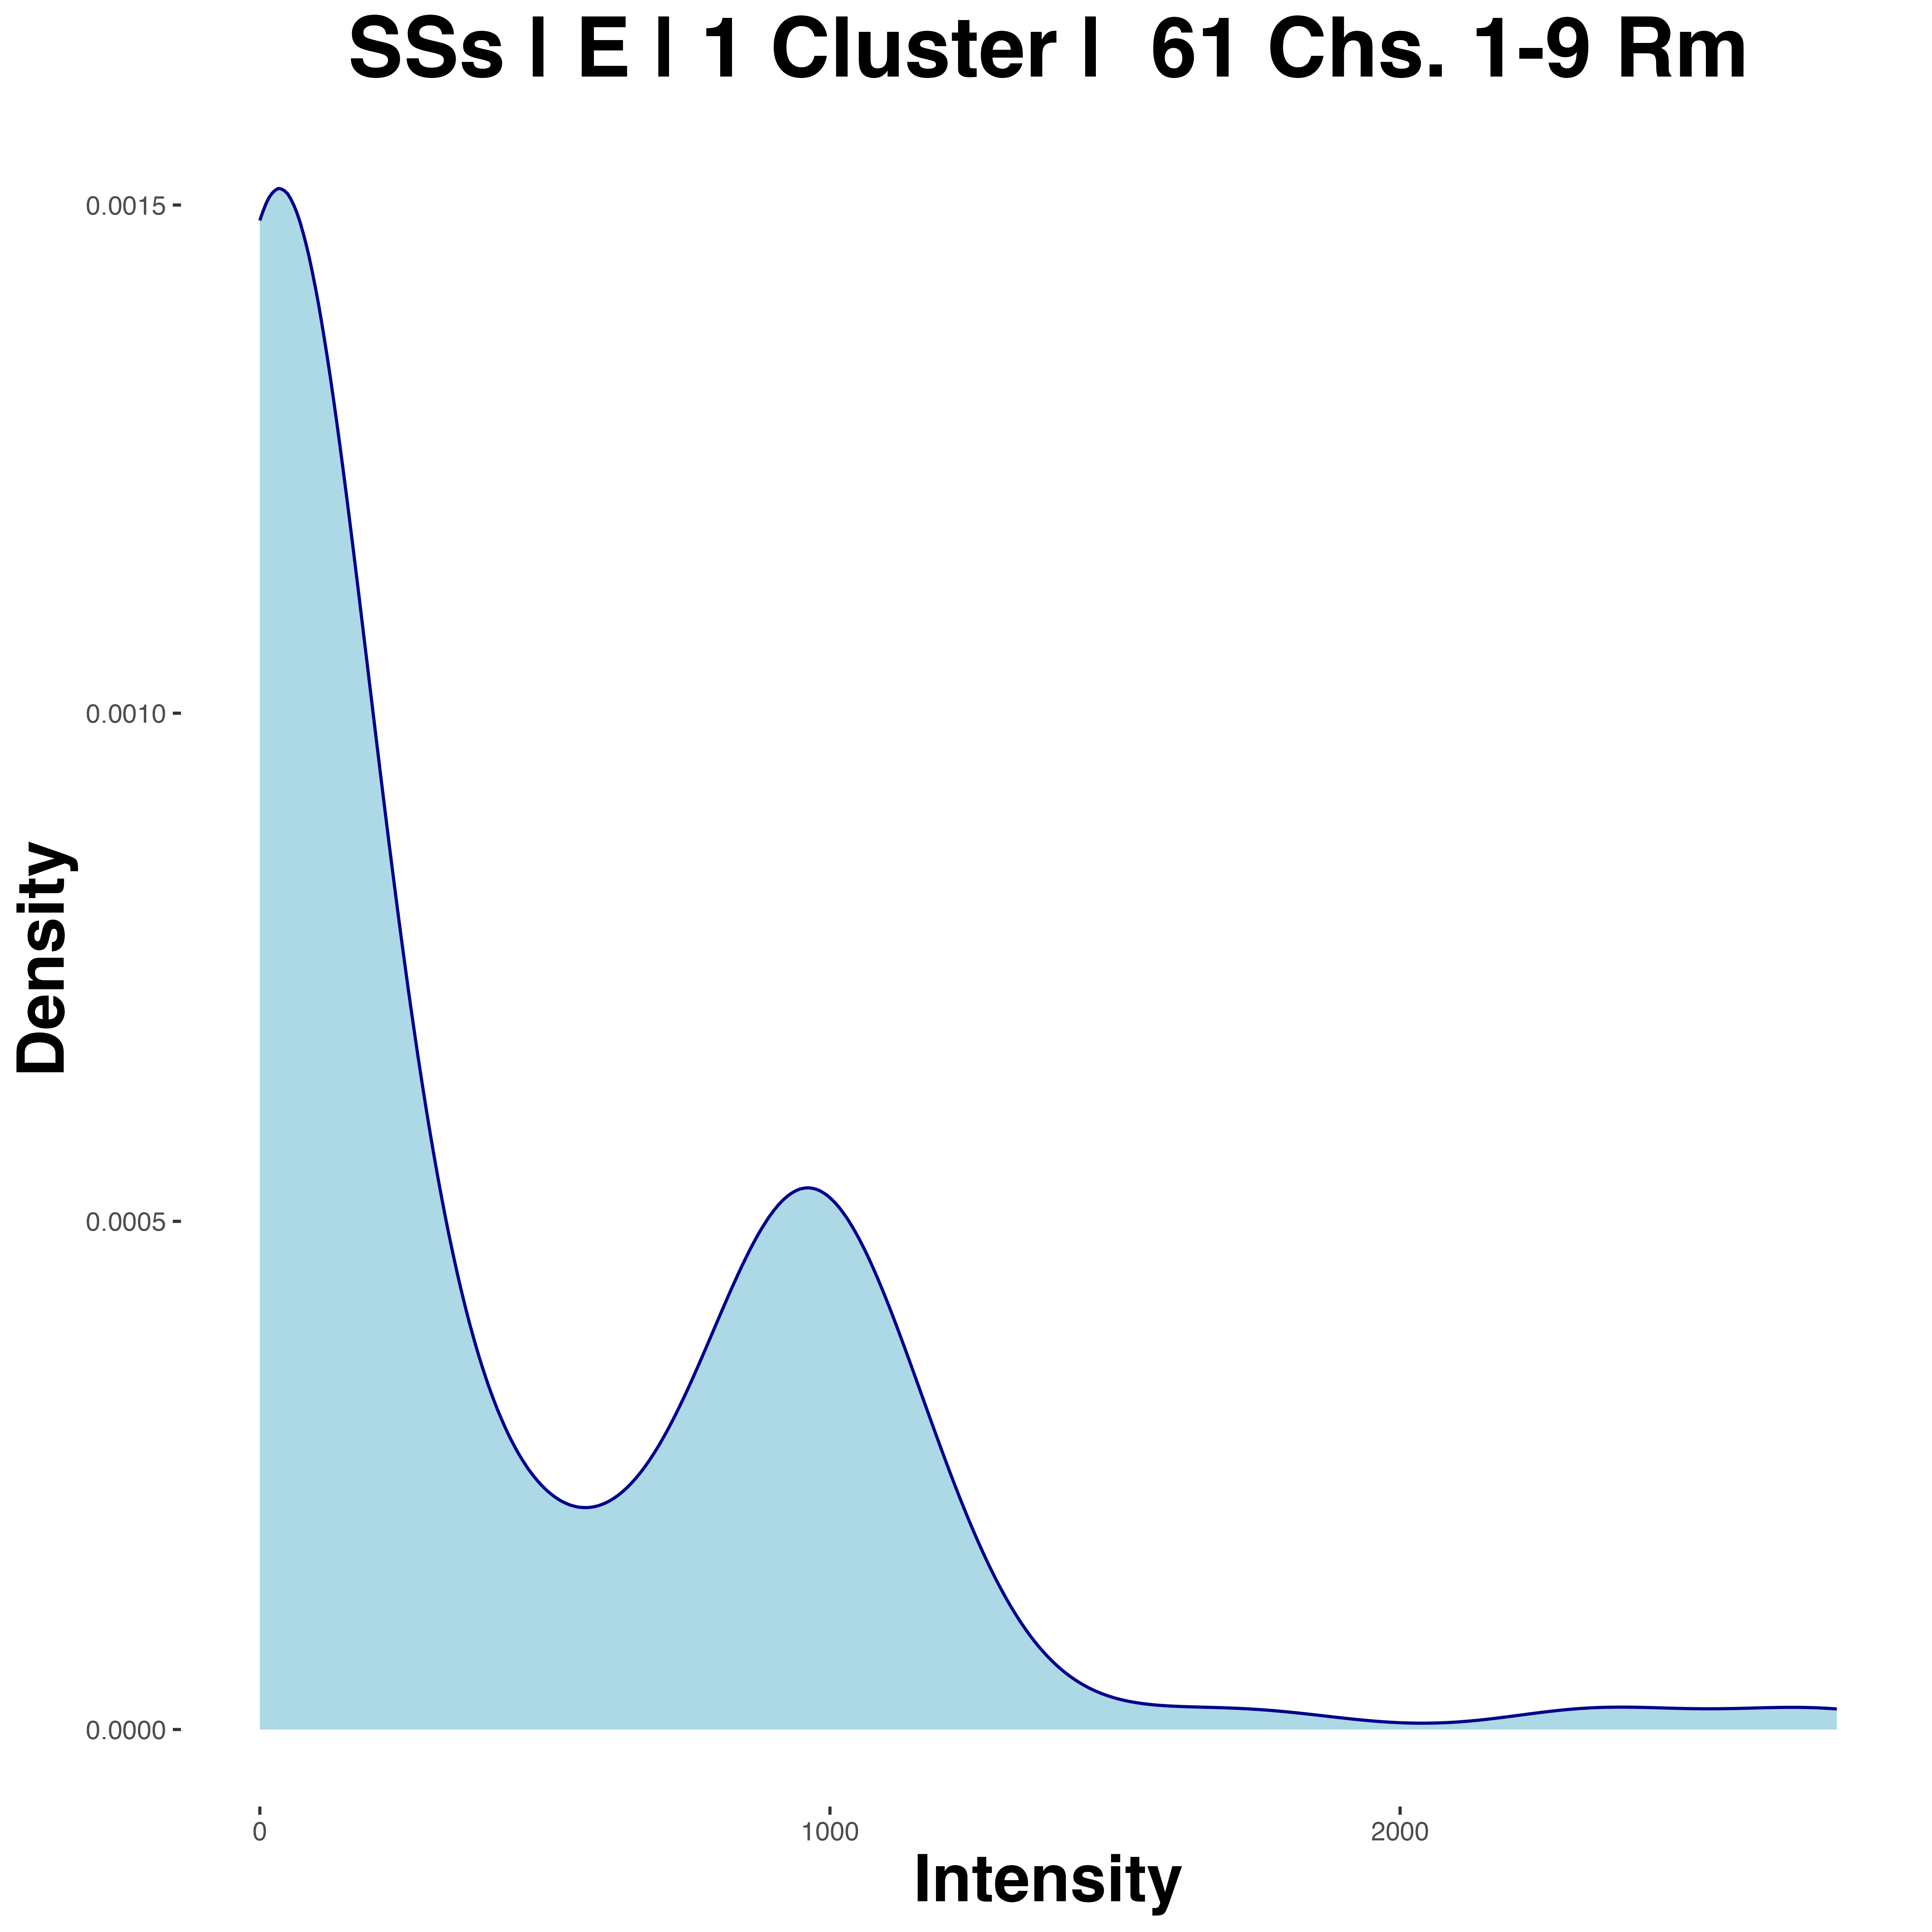 SSs | E | 1 Cluster |  61 Chs. 1-9 Rm
0.0015
0.0010
0.0005
0.0000
Density
0 1000 2000
Intensity